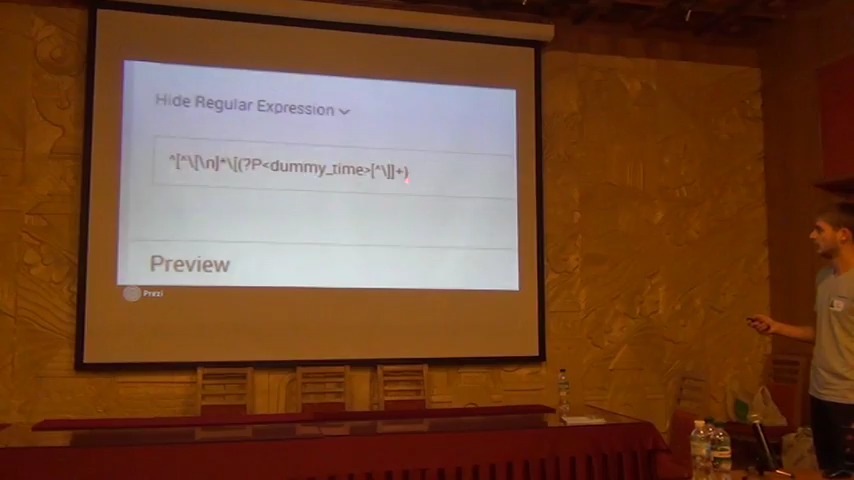 Hide Regular Expression
^[^\[\n]*\[(?P<dummy_time>[^\]]+)
Preview
Prezi